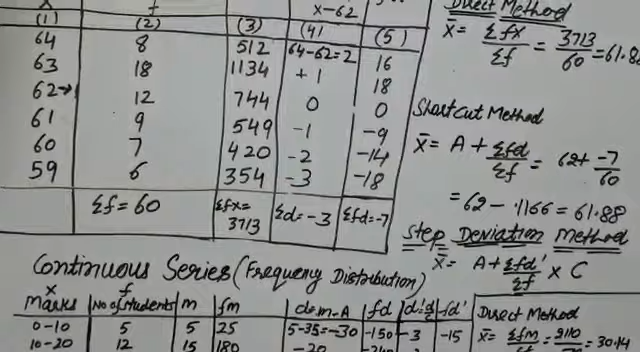 x f x-62
(1) (2) (3) (4) (5)
64 8 512 64-62=2 16
63 18 1134 +1 18
62→ 12 744 0 0
61 9 549 -1 -9
60 7 420 -2 -14
59 6 354 -3 -18
Σf=60 Σfx= 3713 Σd=-3 Σfd=-7
Direct Method
x̄= Σfx/Σf = 3713/60 =61.88
Shortcut Method
x̄= A+ Σfd/Σf = 62+ -7/60
= 62- .1166 = 61.88
Step Deviation Method
x̄= A+ Σfd'/Σf × C
Continuous Series (Frequency Distribution)
x f
Marks No of students m fm d=m-A fd d'=d/c fd'
0-10 5 5 25 5-35=-30 -150 -3 -15
10-20 12 15 180 -20
Direct Method
x̄= Σfm/Σf = 30.14